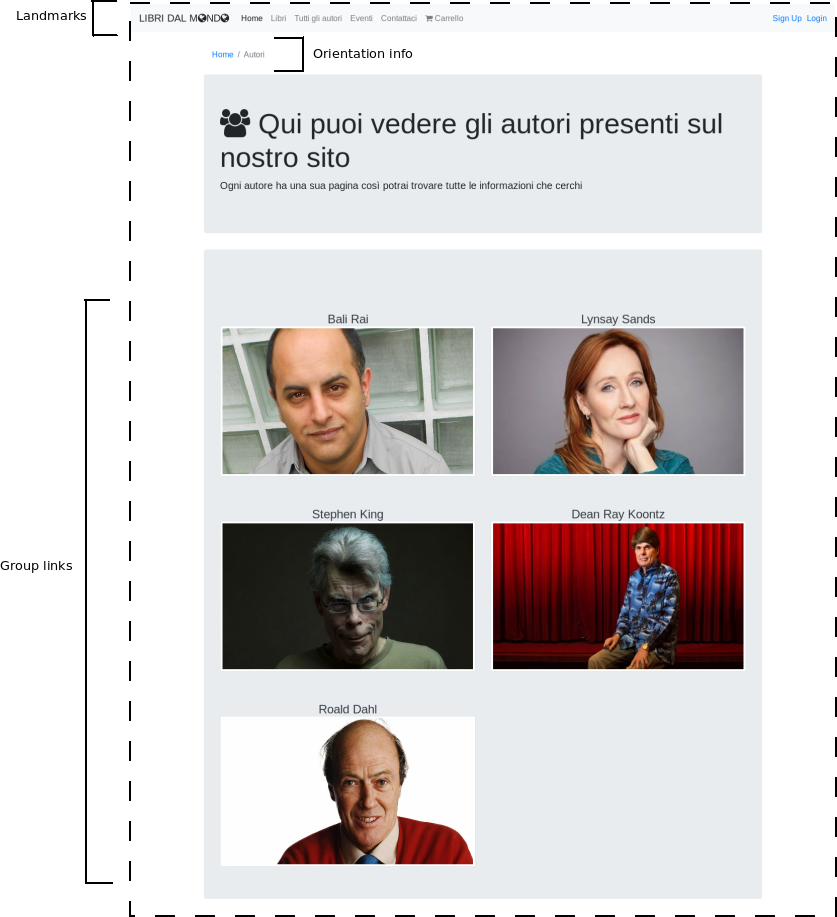 Landmarks
LIBRI DAL MONDO Home Libri Tutti gli autori Eventi Contattaci Carrello Sign Up Login
Home / Autori
Orientation info
Qui puoi vedere gli autori presenti sul
nostro sito
Ogni autore ha una sua pagina così potrai trovare tutte le informazioni che cerchi
Bali Rai
Lynsay Sands
Stephen King
Dean Ray Koontz
Group links
Roald Dahl